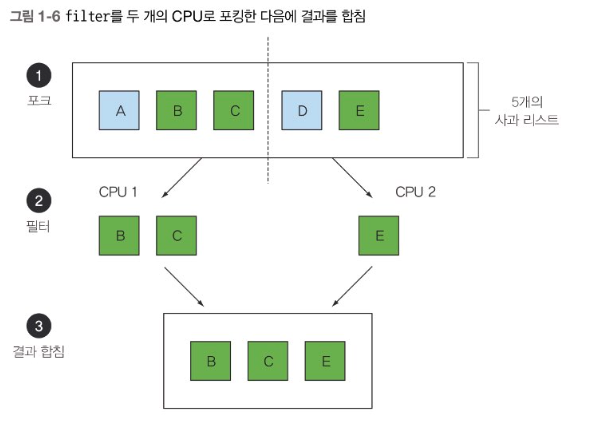 그림 1-6 filter를 두 개의 CPU로 포킹한 다음에 결과를 합침
1
포크
A B C D E
5개의
사과 리스트
CPU 1 CPU 2
2
필터
B C E
3
결과 합침
B C E